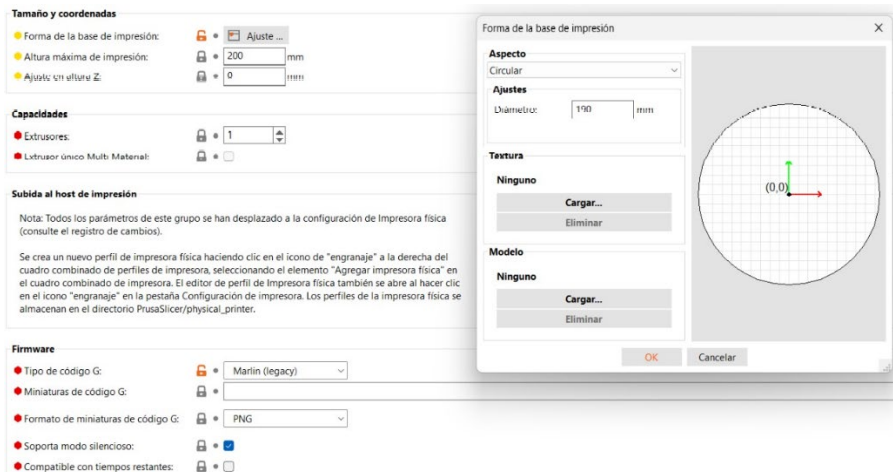 Tamaño y coordenadas
Forma de la base de impresión: Ajuste ...
Altura máxima de impresión: 200 mm
Ajuste en altura Z: 0 mm
Capacidades
Extrusores: 1
Extrusor único Multi Material:
Subida al host de impresión
Nota: Todos los parámetros de este grupo se han desplazado a la configuración de Impresora física
(consulte el registro de cambios).
Se crea un nuevo perfil de impresora física haciendo clic en el icono de "engranaje" a la derecha del
cuadro combinado de perfiles de impresora, seleccionando el elemento "Agregar impresora física" en
el cuadro combinado de impresora. El editor de perfil de Impresora física también se abre al hacer clic
en el icono "engranaje" en la pestaña Configuración de impresora. Los perfiles de la impresora física se
almacenan en el directorio PrusaSlicer/physical_printer.
Firmware
Tipo de código G: Marlin (legacy)
Miniaturas de código G:
Formato de miniaturas de código G: PNG
Soporta modo silencioso:
Compatible con tiempos restantes:
Forma de la base de impresión X
Aspecto
Circular
Ajustes
Diámetro: 190 mm
Textura
Ninguno
Cargar...
Eliminar
Modelo
Ninguno
Cargar...
Eliminar
(0,0)
OK Cancelar